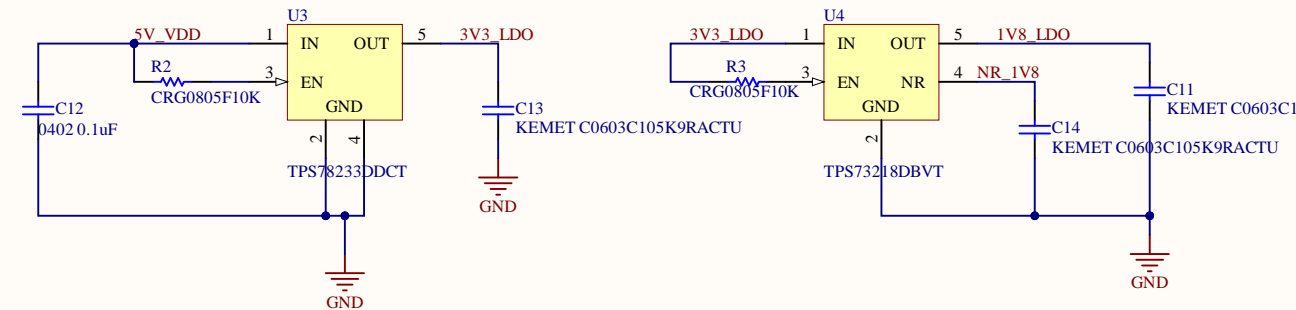 U3
5V_VDD
1
IN
OUT
5
3V3_LDO
R2
3
EN
CRG0805F10K
GND
C12
0402 0.1uF
2
4
C13
KEMET C0603C105K9RACTU
TPS78233DDCT
GND
GND
U4
3V3_LDO
1
IN
OUT
5
1V8_LDO
R3
3
EN
NR
4
NR_1V8
CRG0805F10K
GND
C11
KEMET C0603C1
2
C14
KEMET C0603C105K9RACTU
TPS73218DBVT
GND